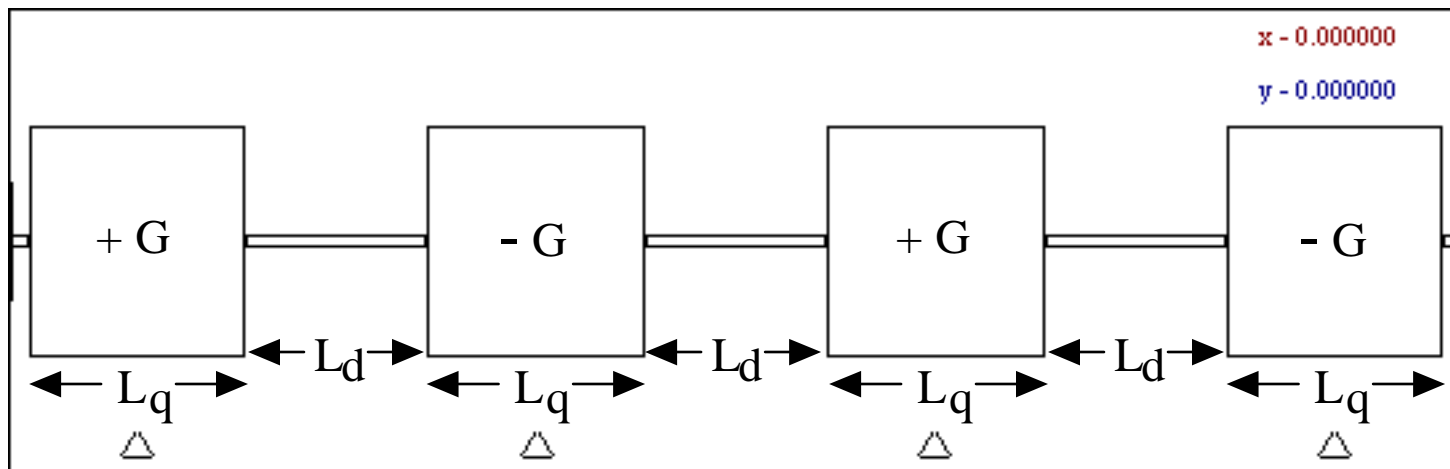 x - 0.000000
y - 0.000000
+ G
- G
+ G
- G
Ld
Ld
Ld
Lq
Lq
Lq
Lq